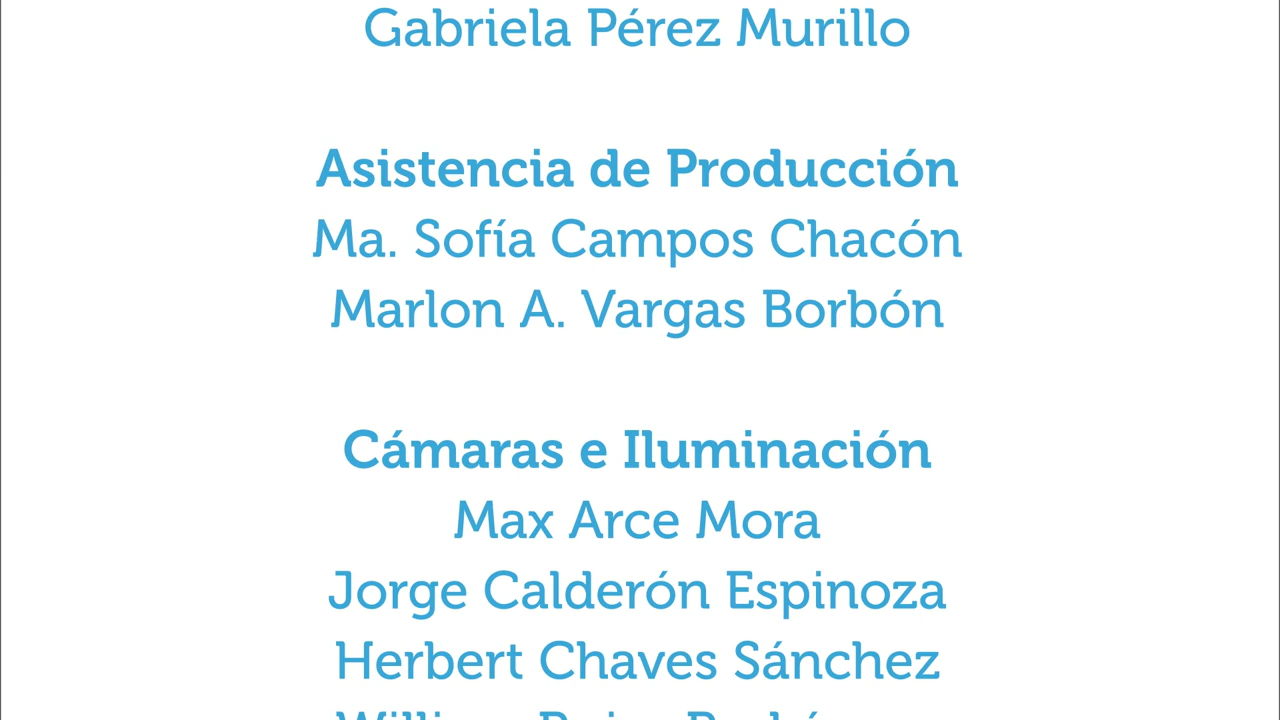 Gabriela Pérez Murillo
Asistencia de Producción
Ma. Sofía Campos Chacón
Marlon A. Vargas Borbón
Cámaras e Iluminación
Max Arce Mora
Jorge Calderón Espinoza
Herbert Chaves Sánchez